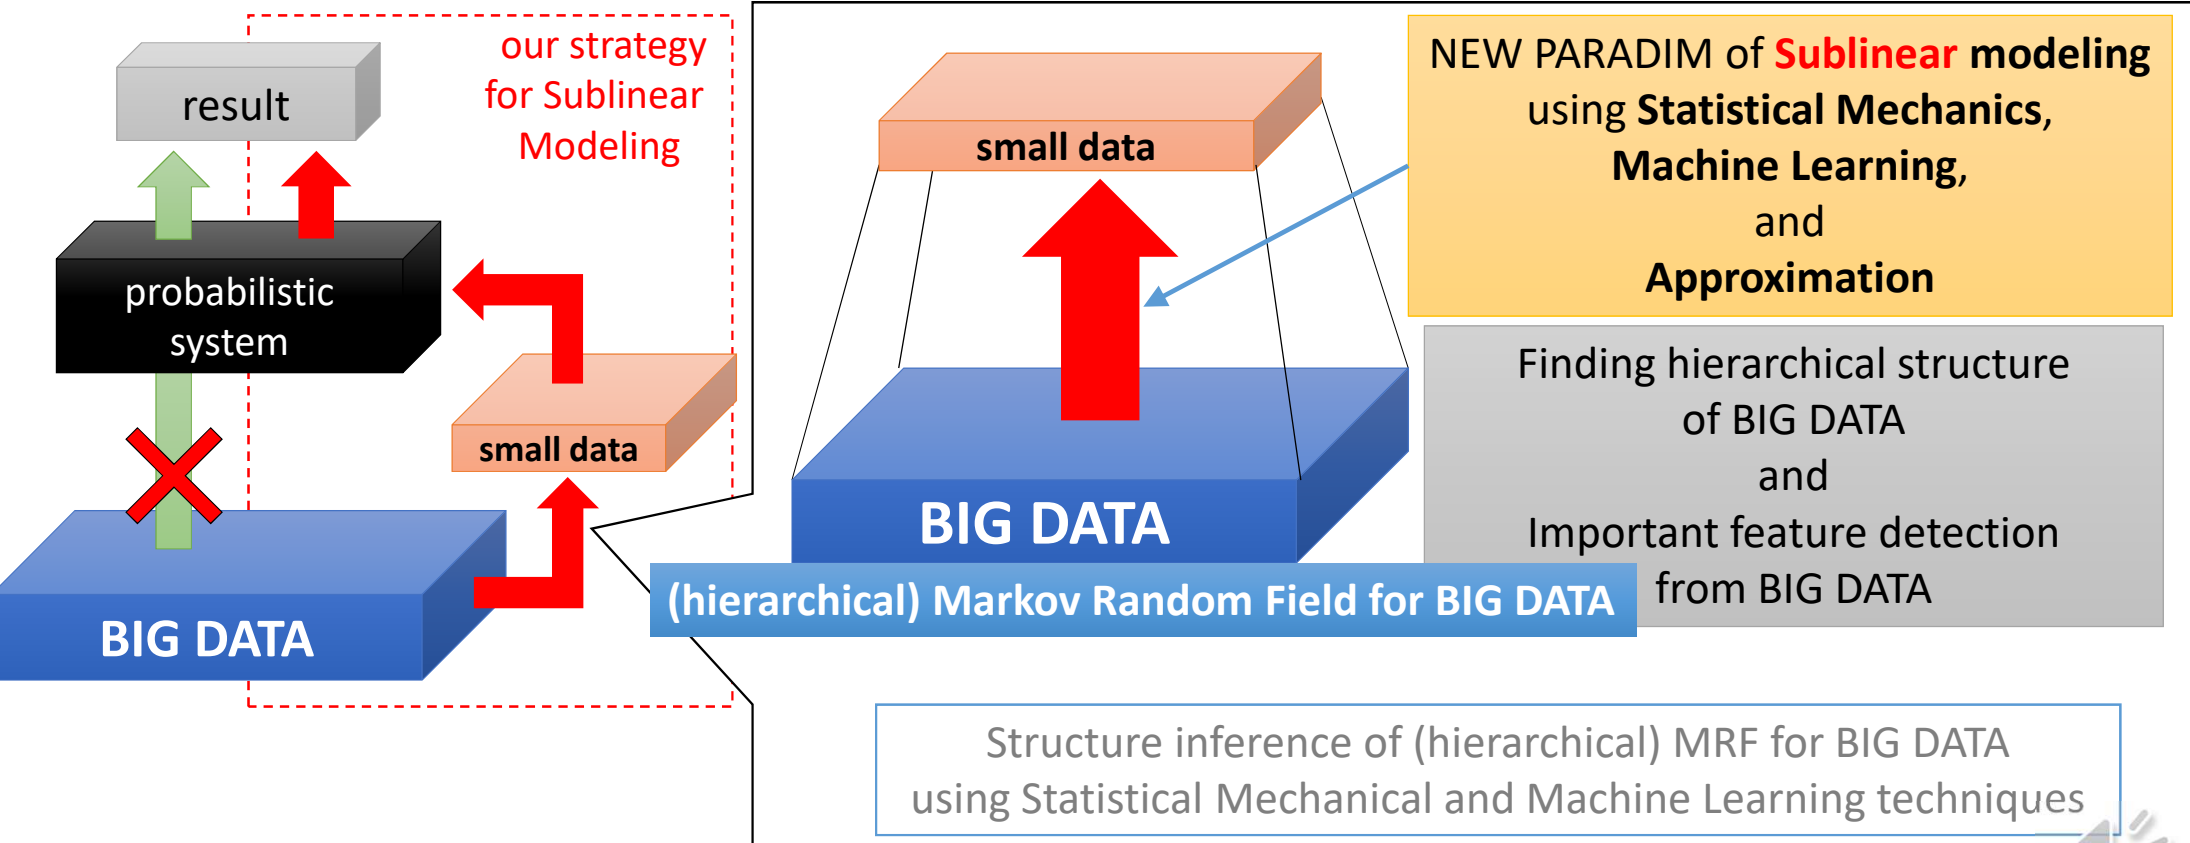 result
our strategy
for Sublinear
Modeling
probabilistic
system
small data
BIG DATA
small data
BIG DATA
(hierarchical) Markov Random Field for BIG DATA
NEW PARADIM of Sublinear modeling
using Statistical Mechanics,
Machine Learning,
and
Approximation
Finding hierarchical structure
of BIG DATA
and
Important feature detection
from BIG DATA
Structure inference of (hierarchical) MRF for BIG DATA
using Statistical Mechanical and Machine Learning techniques